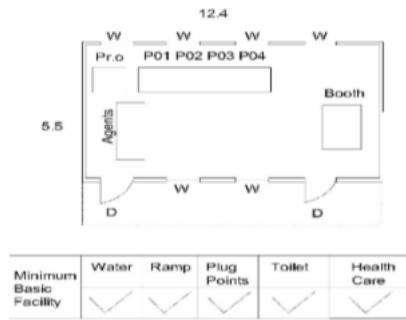 12.4
W W W W
Pr.o P01 P02 P03 P04
Booth
5.5
Agents
W W
D D
Minimum Basic Facility
Water Ramp Plug Points Toilet Health Care